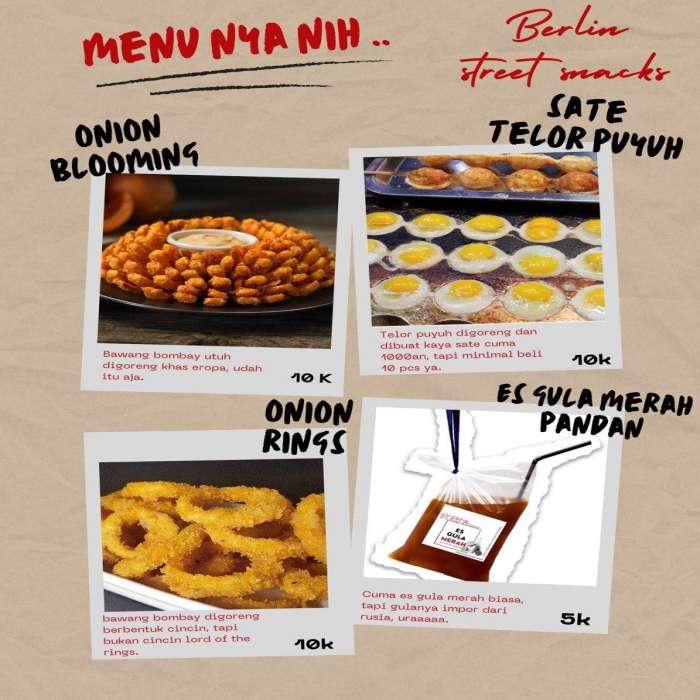 MENU NYA NIH ..
Berlin
street snacks
ONION
BLOOMING
Bawang bombay utuh
digoreng khas eropa, udah
itu aja.
10 K
SATE
TELOR PUYUH
Telor puyuh digoreng dan
dibuat kaya sate cuma
1000an, tapi minimal beli
10 pcs ya.
10k
ONION
RINGS
bawang bombay digoreng
berbentuk cincin, tapi
bukan cincin lord of the
rings.
10k
ES GULA MERAH
PANDAN
ES
GULA
MERAH
Cuma es gula merah biasa,
tapi gulanya impor dari
rusia, uraaaaa.
5k